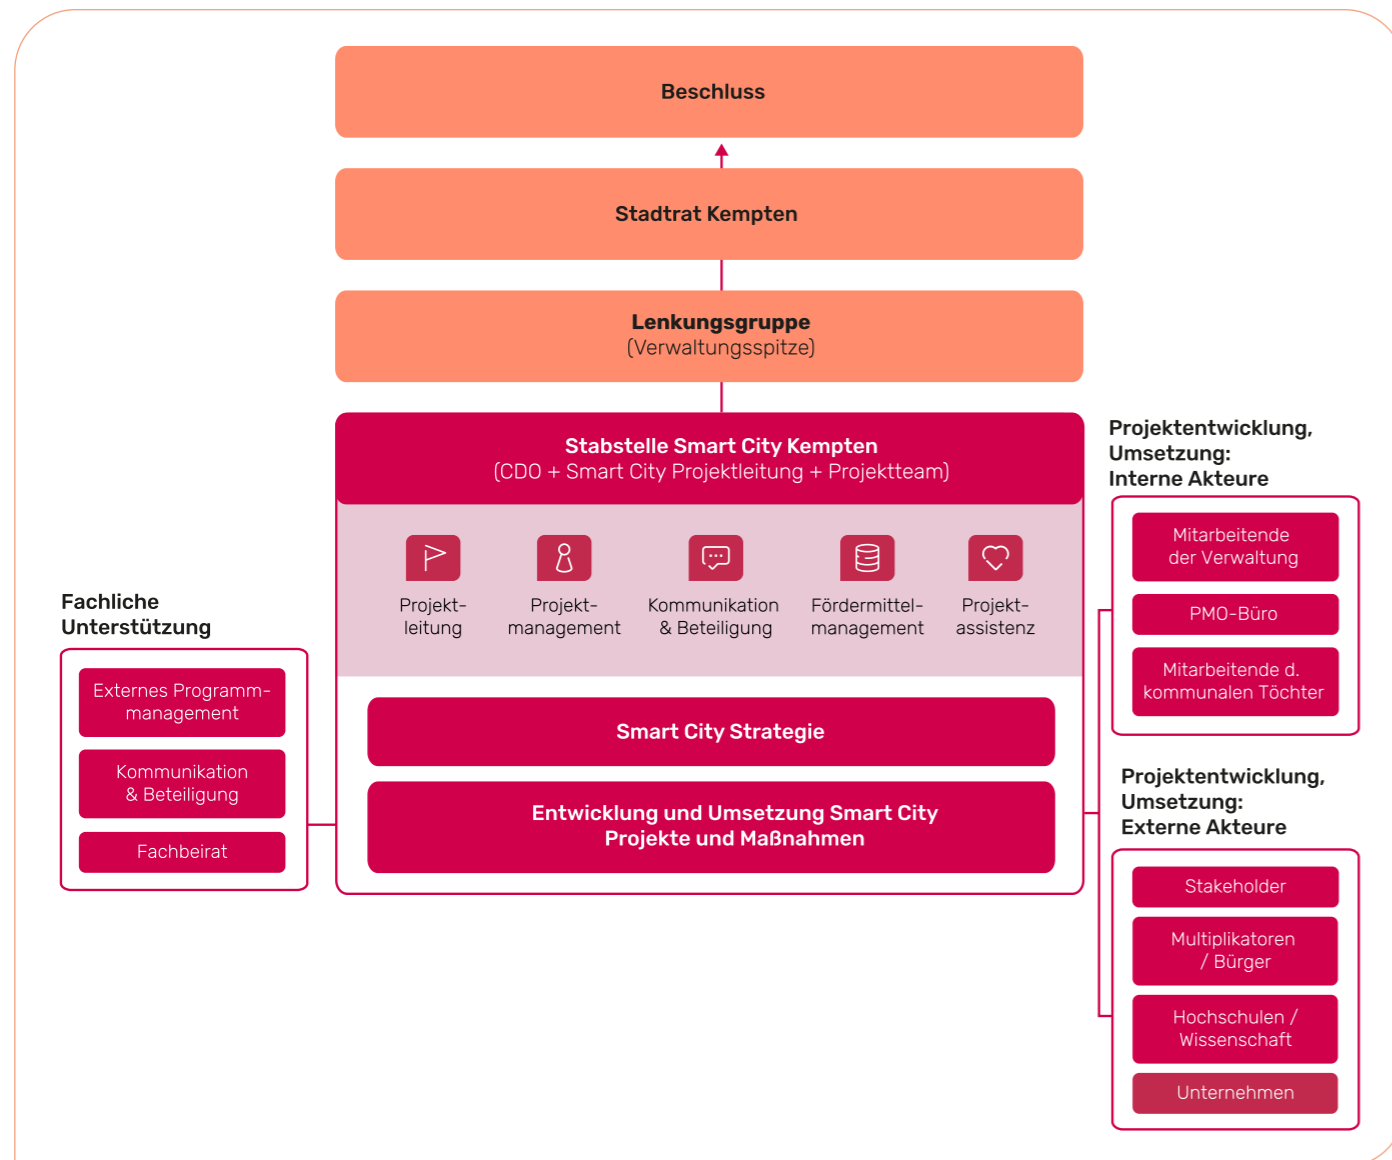 Beschluss
Stadtrat Kempten
Lenkungsgruppe
(Verwaltungsspitze)
Stabstelle Smart City Kempten
(CDO + Smart City Projektleitung + Projektteam)
Projekt-
leitung
Projekt-
management
Kommunikation
& Beteiligung
Fördermittel-
management
Projekt-
assistenz
Smart City Strategie
Entwicklung und Umsetzung Smart City
Projekte und Maßnahmen
Fachliche
Unterstützung
Externes Programm-
management
Kommunikation
& Beteiligung
Fachbeirat
Projektentwicklung,
Umsetzung:
Interne Akteure
Mitarbeitende
der Verwaltung
PMO-Büro
Mitarbeitende d.
kommunalen Töchter
Projektentwicklung,
Umsetzung:
Externe Akteure
Stakeholder
Multiplikatoren
/ Bürger
Hochschulen /
Wissenschaft
Unternehmen